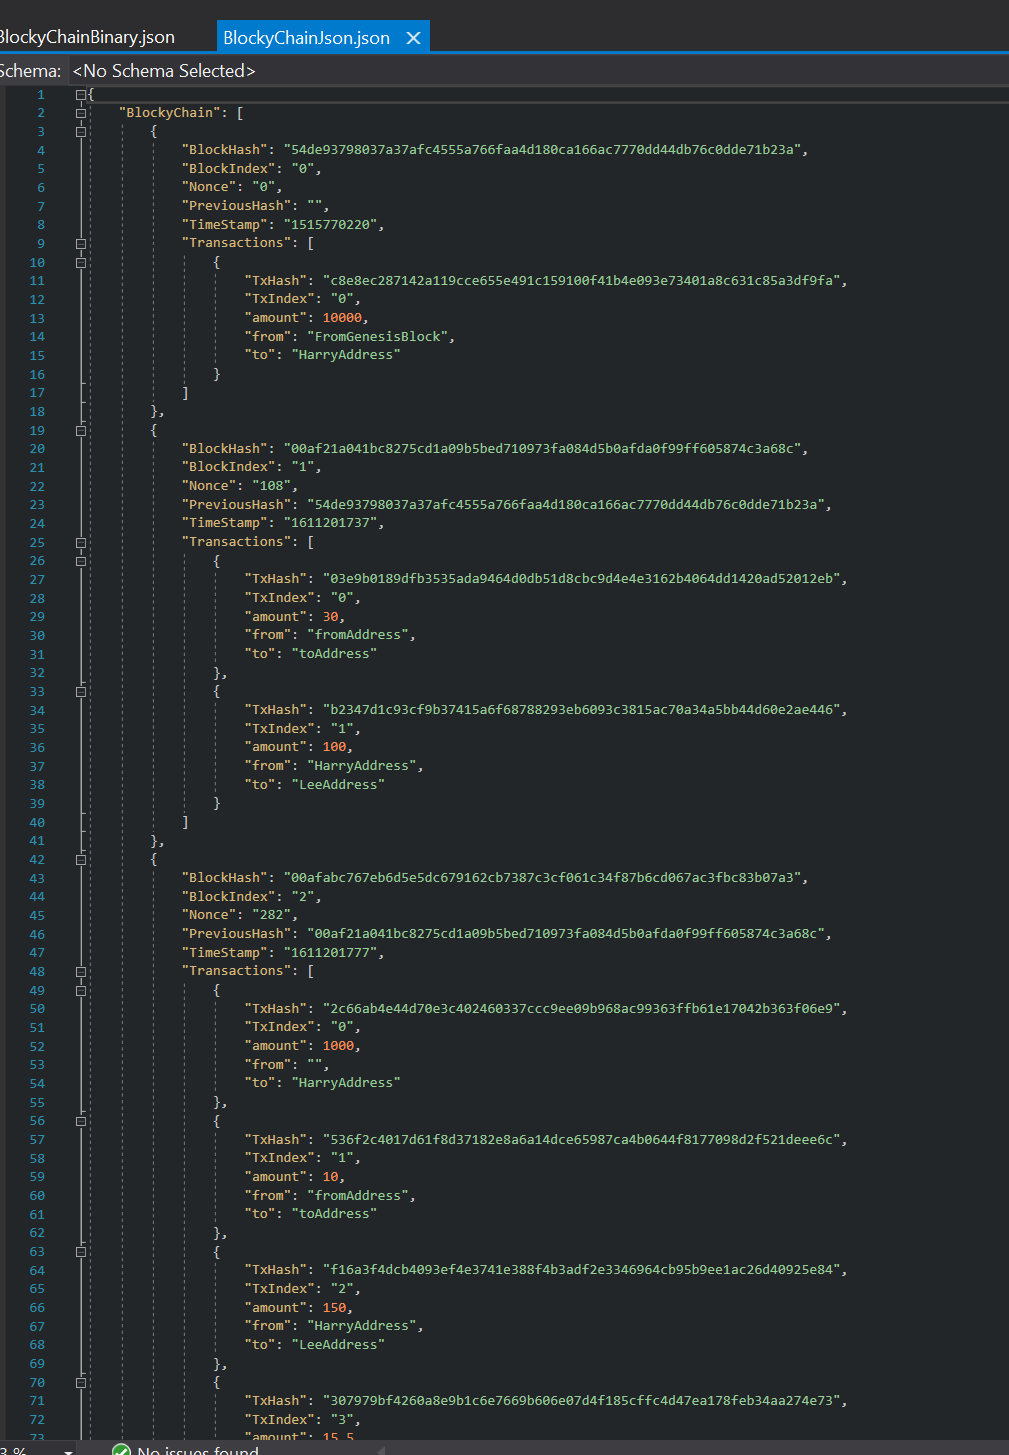 BlockyChainBinary.json
BlockyChainJson.json ✕
Schema: <No Schema Selected>
1 {
2 "BlockyChain": [
3 {
4 "BlockHash": "54de93798037a37afc4555a766faa4d180ca166ac7770dd44db76c0dde71b23a",
5 "BlockIndex": "0",
6 "Nonce": "0",
7 "PreviousHash": "",
8 "TimeStamp": "1515770220",
9 "Transactions": [
10 {
11 "TxHash": "c8e8ec287142a119cce655e491c159100f41b4e093e73401a8c631c85a3df9fa",
12 "TxIndex": "0",
13 "amount": 10000,
14 "from": "FromGenesisBlock",
15 "to": "HarryAddress"
16 }
17 ]
18 },
19 {
20 "BlockHash": "00af21a041bc8275cd1a09b5bed710973fa084d5b0afda0f99ff605874c3a68c",
21 "BlockIndex": "1",
22 "Nonce": "108",
23 "PreviousHash": "54de93798037a37afc4555a766faa4d180ca166ac7770dd44db76c0dde71b23a",
24 "TimeStamp": "1611201737",
25 "Transactions": [
26 {
27 "TxHash": "03e9b0189dfb3535ada9464d0db51d8cbc9d4e4e3162b4064dd1420ad52012eb",
28 "TxIndex": "0",
29 "amount": 30,
30 "from": "fromAddress",
31 "to": "toAddress"
32 },
33 {
34 "TxHash": "b2347d1c93cf9b37415a6f68788293eb6093c3815ac70a34a5bb44d60e2ae446",
35 "TxIndex": "1",
36 "amount": 100,
37 "from": "HarryAddress",
38 "to": "LeeAddress"
39 }
40 ]
41 },
42 {
43 "BlockHash": "00afabc767eb6d5e5dc679162cb7387c3cf061c34f87b6cd067ac3fbc83b07a3",
44 "BlockIndex": "2",
45 "Nonce": "282",
46 "PreviousHash": "00af21a041bc8275cd1a09b5bed710973fa084d5b0afda0f99ff605874c3a68c",
47 "TimeStamp": "1611201777",
48 "Transactions": [
49 {
50 "TxHash": "2c66ab4e44d70e3c402460337ccc9ee09b968ac99363ffb61e17042b363f06e9",
51 "TxIndex": "0",
52 "amount": 1000,
53 "from": "",
54 "to": "HarryAddress"
55 },
56 {
57 "TxHash": "536f2c4017d61f8d37182e8a6a14dce65987ca4b0644f8177098d2f521deee6c",
58 "TxIndex": "1",
59 "amount": 10,
60 "from": "fromAddress",
61 "to": "toAddress"
62 },
63 {
64 "TxHash": "f16a3f4dcb4093ef4e3741e388f4b3adf2e3346964cb95b9ee1ac26d40925e84",
65 "TxIndex": "2",
66 "amount": 150,
67 "from": "HarryAddress",
68 "to": "LeeAddress"
69 },
70 {
71 "TxHash": "307979bf4260a8e9b1c6e7669b606e07d4f185cffc4d47ea178feb34aa274e73",
72 "TxIndex": "3",
73 "amount": 15.5
3 % No issues found